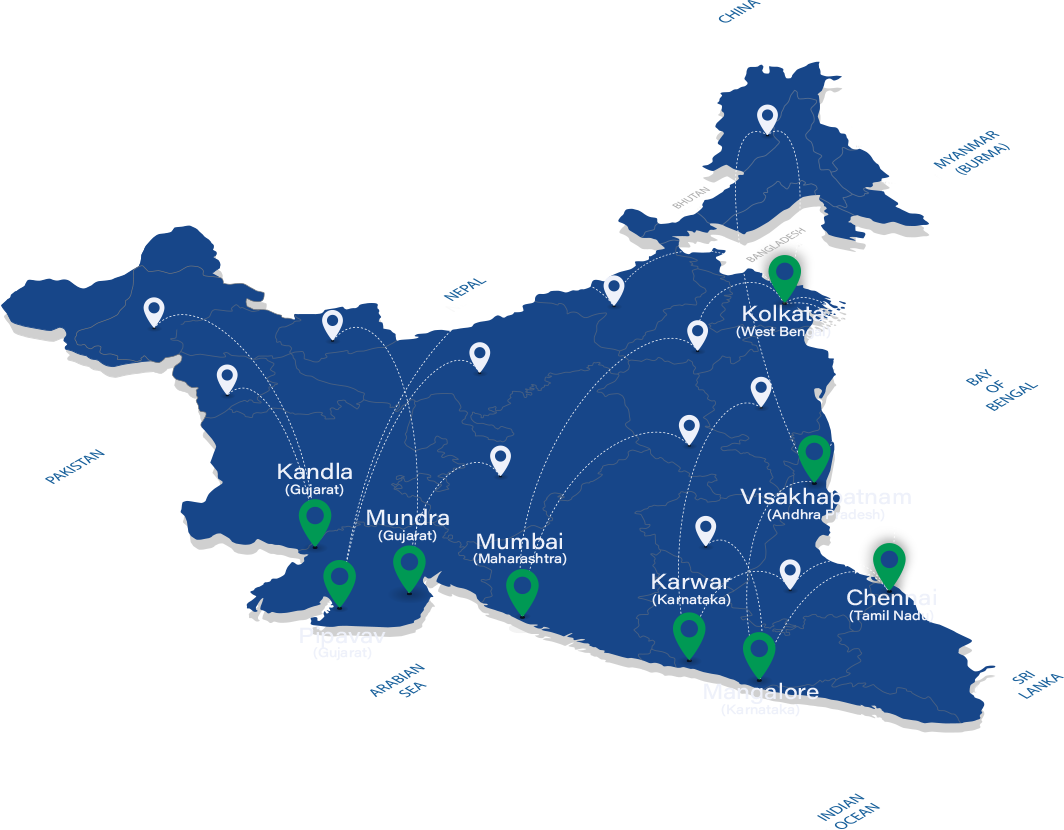 CHINA
MYANMAR
(BURMA)
BHUTAN
BANGLADESH
NEPAL
Kolkata
(West Bengal)
BAY
OF
BENGAL
PAKISTAN
Kandla
(Gujarat)
Visakhapatnam
(Andhra Pradesh)
Mundra
(Gujarat)
Mumbai
(Maharashtra)
Karwar
(Karnataka)
Chennai
(Tamil Nadu)
Pipavav
(Gujarat)
ARABIAN
SEA
SRI
LANKA
Mangalore
(Karnataka)
INDIAN
OCEAN